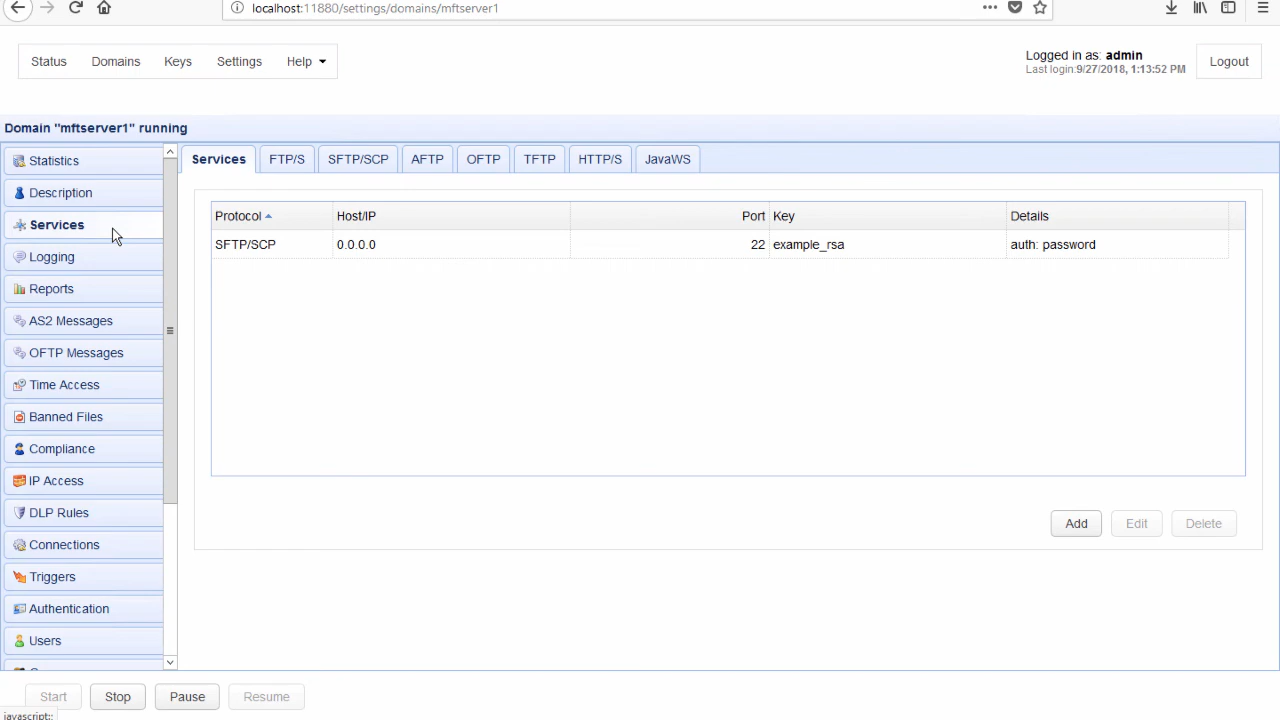 localhost:11880/settings/domains/mftserver1
Status Domains Keys Settings Help
Logged in as: admin
Last login:9/27/2018, 1:13:52 PM
Logout
Domain "mftserver1" running
Statistics
Description
Services
Logging
Reports
AS2 Messages
OFTP Messages
Time Access
Banned Files
Compliance
IP Access
DLP Rules
Connections
Triggers
Authentication
Users
Services FTP/S SFTP/SCP AFTP OFTP TFTP HTTP/S JavaWS
Protocol Host/IP Port Key Details
SFTP/SCP 0.0.0.0 22 example_rsa auth: password
Add Edit Delete
Start Stop Pause Resume
javascript:;